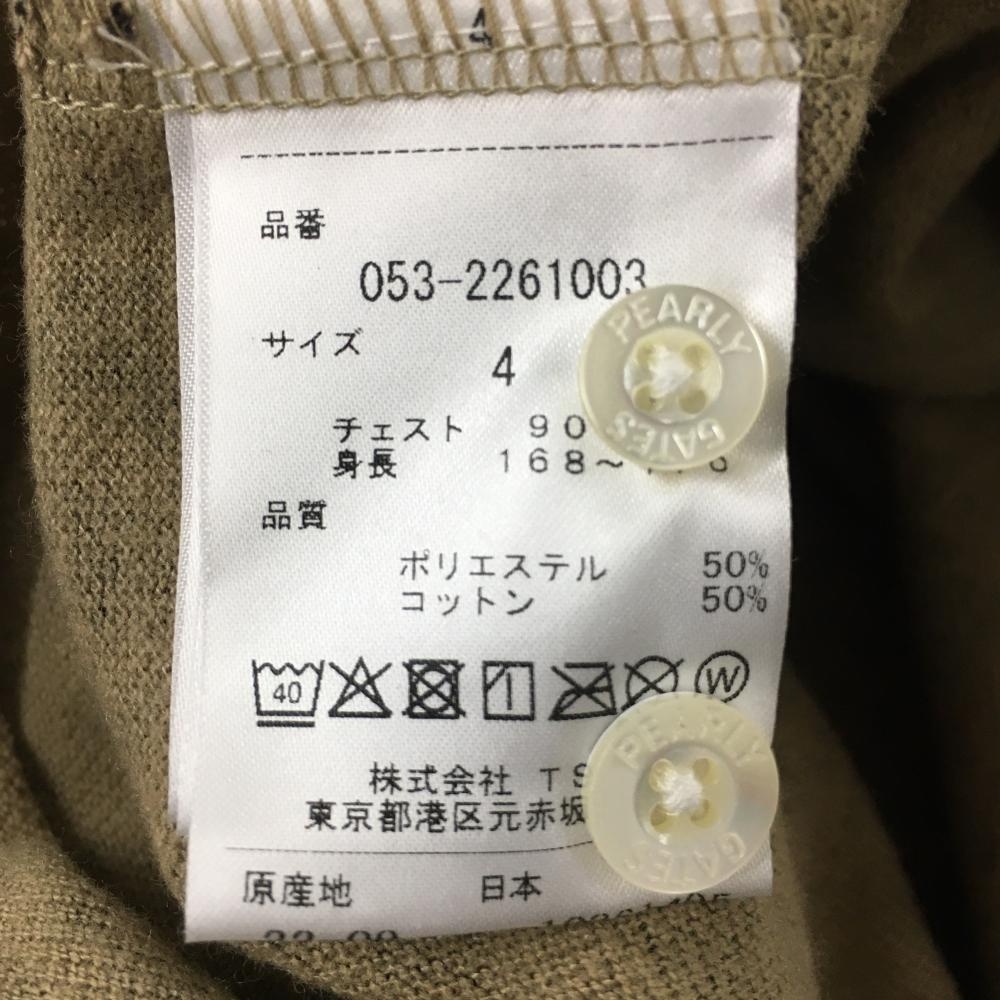 4
品番
053-2261003
サイズ
4
チェスト 90
身長 168~
品質
ポリエステル 50%
コットン 50%
40
W
株式会社 TS
東京都港区元赤坂
原産地 日本
PEARLY
GATES
PEARLY
GATES